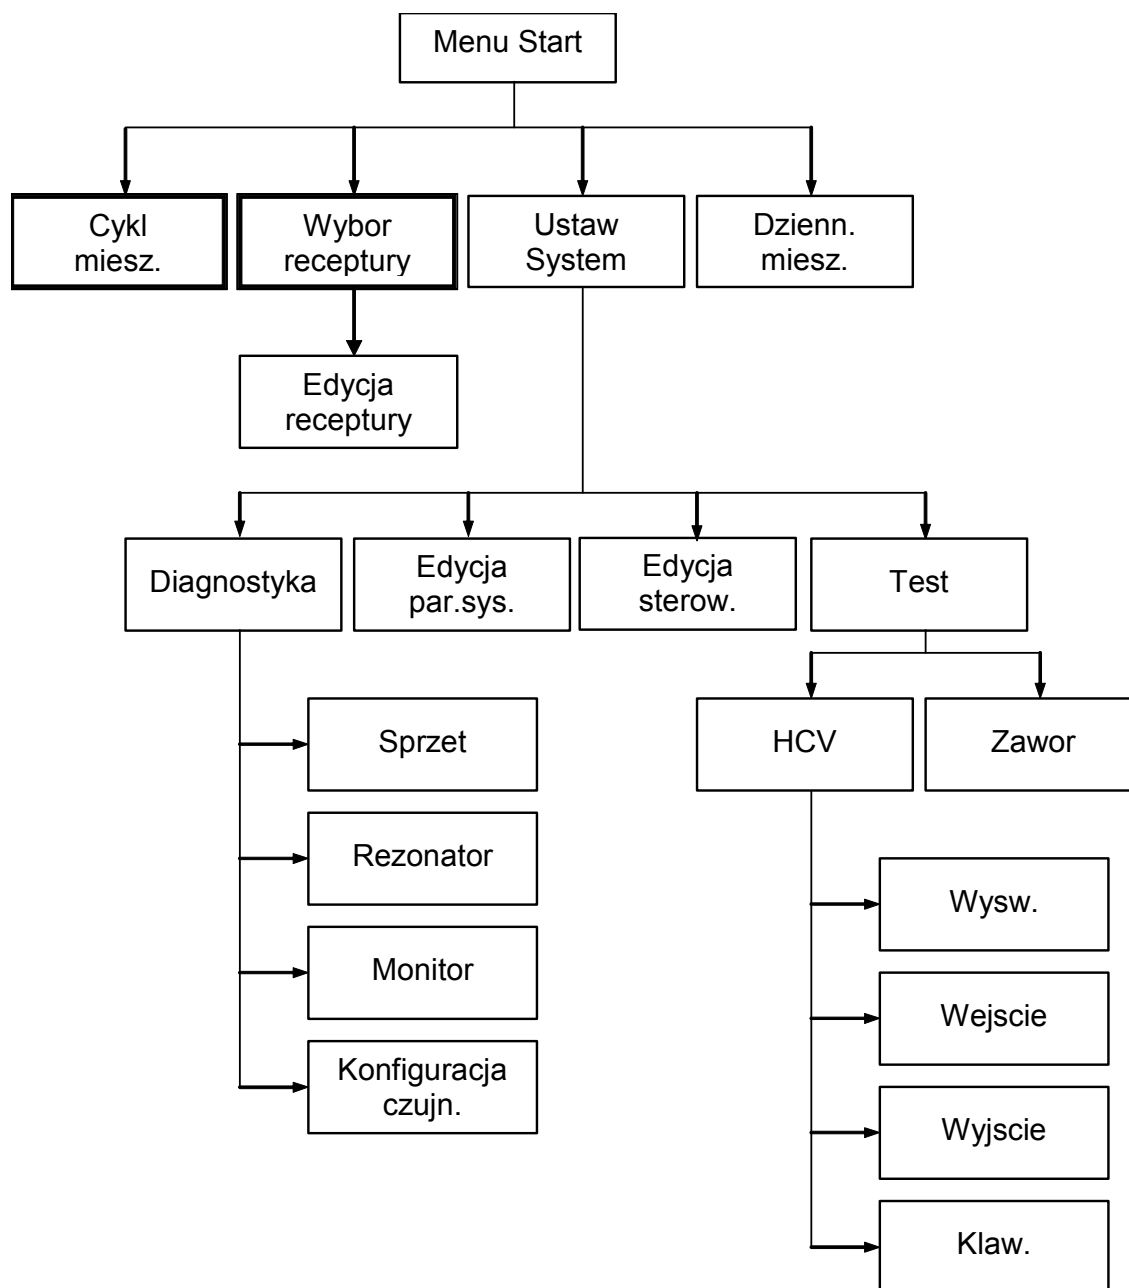 Menu Start
Cykl
miesz.
Wybor
receptury
Ustaw
System
Dzienn.
miesz.
Edycja
receptury
Diagnostyka
Edycja
par.sys.
Edycja
sterow.
Test
Sprzet
HCV
Zawor
Rezonator
Wysw.
Monitor
Wejscie
Konfiguracja
czujn.
Wyjscie
Klaw.